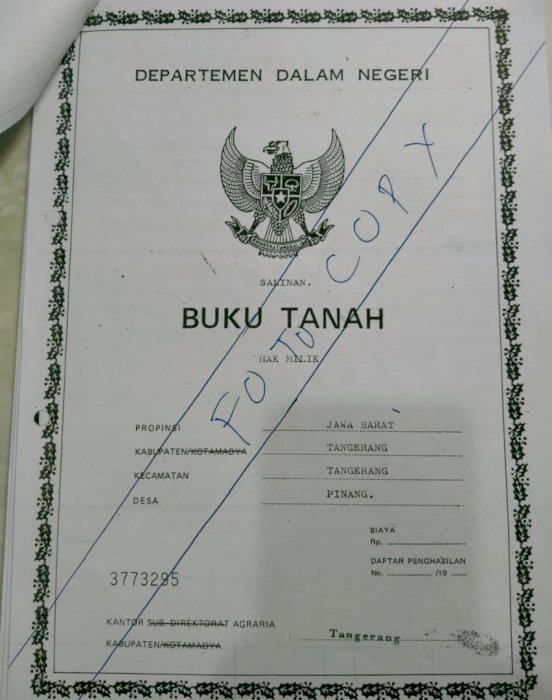 DEPARTEMEN DALAM NEGERI
SALINAN.
BUKU TANAH
HAK MILIK
FOTO COPY
PROPINSI JAWA BARAT
KABUPATEN/KOTAMADYA TANGERANG
KECAMATAN TANGERANG
DESA PINANG.
BIAYA
Rp. ....................
DAFTAR PENGHASILAN
No. .............. /19 ......
3773295
KANTOR SUB. DIREKTORAT AGRARIA
KABUPATEN/KOTAMADYA Tangerang